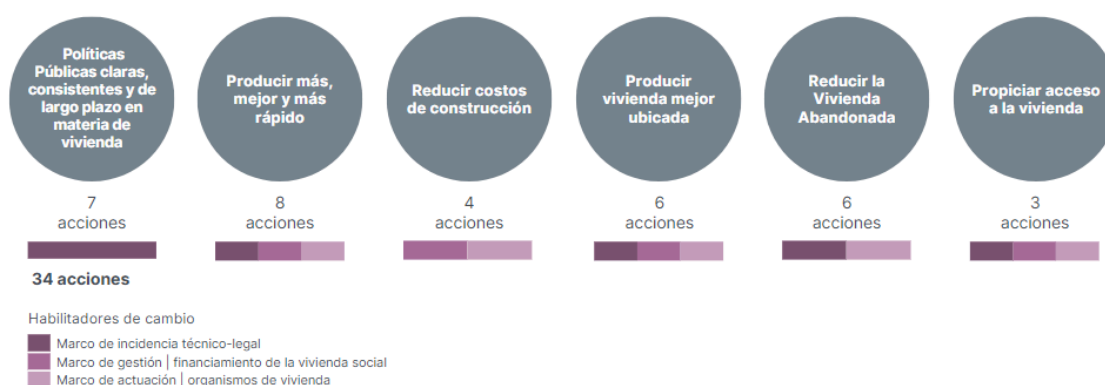 Políticas
Públicas claras,
consistentes y de
largo plazo en
materia de
vivienda
Producir más,
mejor y más
rápido
Reducir costos
de construcción
Producir
vivienda mejor
ubicada
Reducir la
Vivienda
Abandonada
Propiciar acceso
a la vivienda
7
acciones
8
acciones
4
acciones
6
acciones
6
acciones
3
acciones
34 acciones
Habilitadores de cambio
Marco de incidencia técnico-legal
Marco de gestión | financiamiento de la vivienda social
Marco de actuación | organismos de vivienda